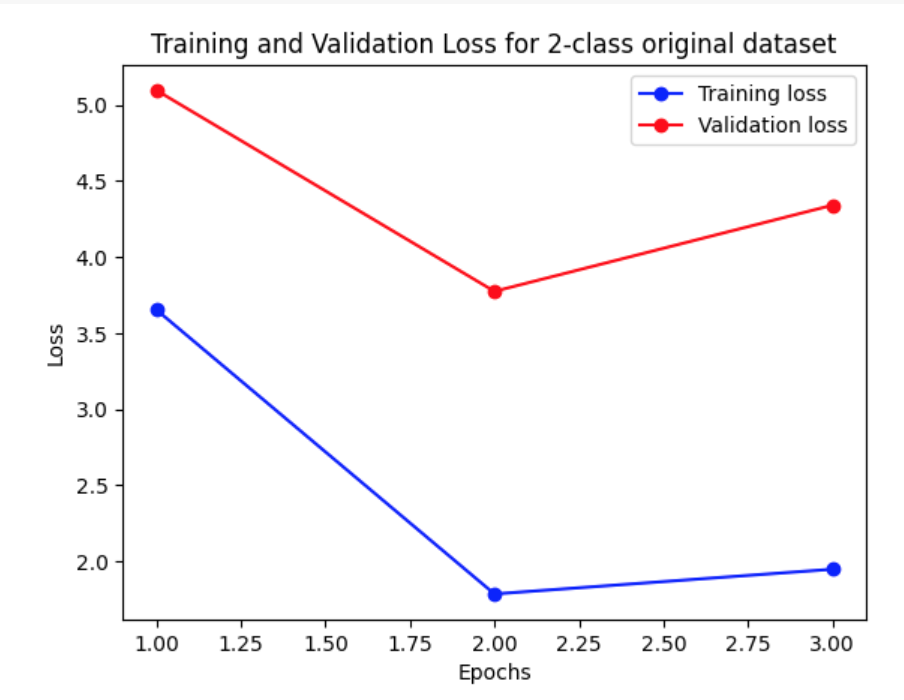 Training and Validation Loss for 2-class original dataset
Training loss
Validation loss
5.0
4.5
4.0
3.5
3.0
2.5
2.0
Loss
1.00 1.25 1.50 1.75 2.00 2.25 2.50 2.75 3.00
Epochs